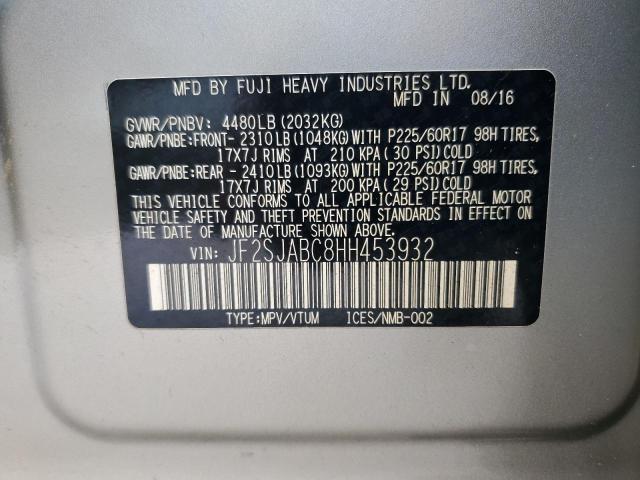 MFD BY FUJI HEAVY INDUSTRIES LTD.
MFD IN 08/16
GVWR/PNBV: 4480LB (2032KG)
GAWR/PNBE:FRONT- 2310LB (1048KG)WITH P225/60R17 98H TIRES,
17X7J RIMS AT 210 KPA (30 PSI)COLD
GAWR/PNBE:REAR - 2410LB (1093KG)WITH P225/60R17 98H TIRES,
17X7J RIMS AT 200 KPA (29 PSI)COLD
THIS VEHICLE CONFORMS TO ALL APPLICABLE FEDERAL MOTOR
VEHICLE SAFETY AND THEFT PREVENTION STANDARDS IN EFFECT ON
THE DATE OF MANUFACTURE SHOWN ABOVE.
VIN: JF2SJABC8HH453932
TYPE:MPV/VTUM ICES/NMB-002